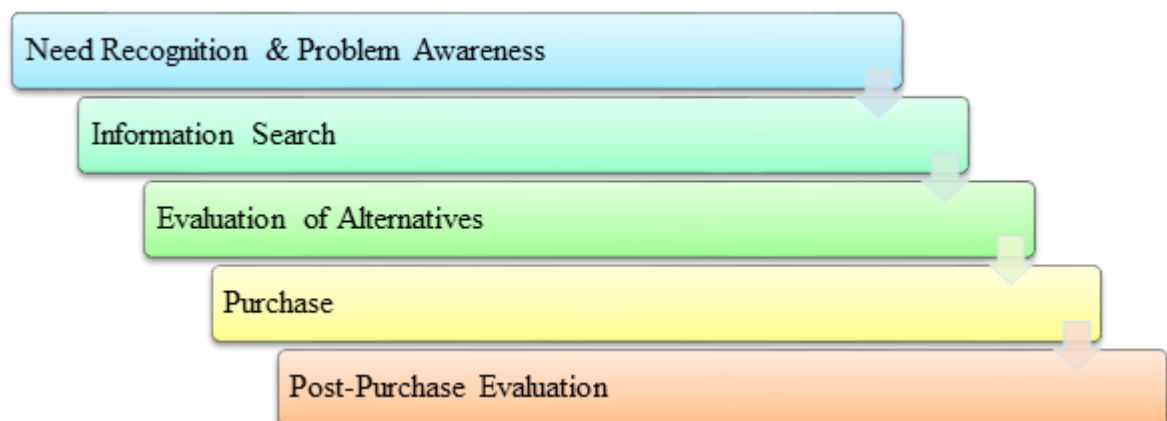 Need Recognition & Problem Awareness
Information Search
Evaluation of Alternatives
Purchase
Post-Purchase Evaluation